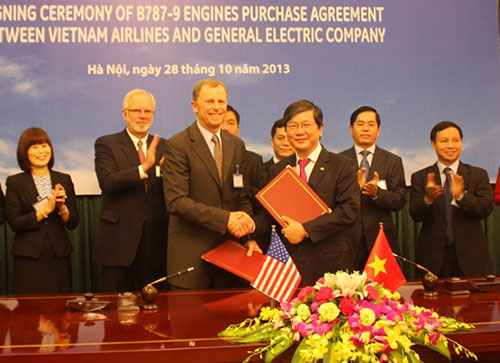 GNING CEREMONY OF B787-9 ENGINES PURCHASE AGREEMENT
TWEEN VIETNAM AIRLINES AND GENERAL ELECTRIC COMPANY
Hà Nội, ngày 28 tháng 10 năm 2013